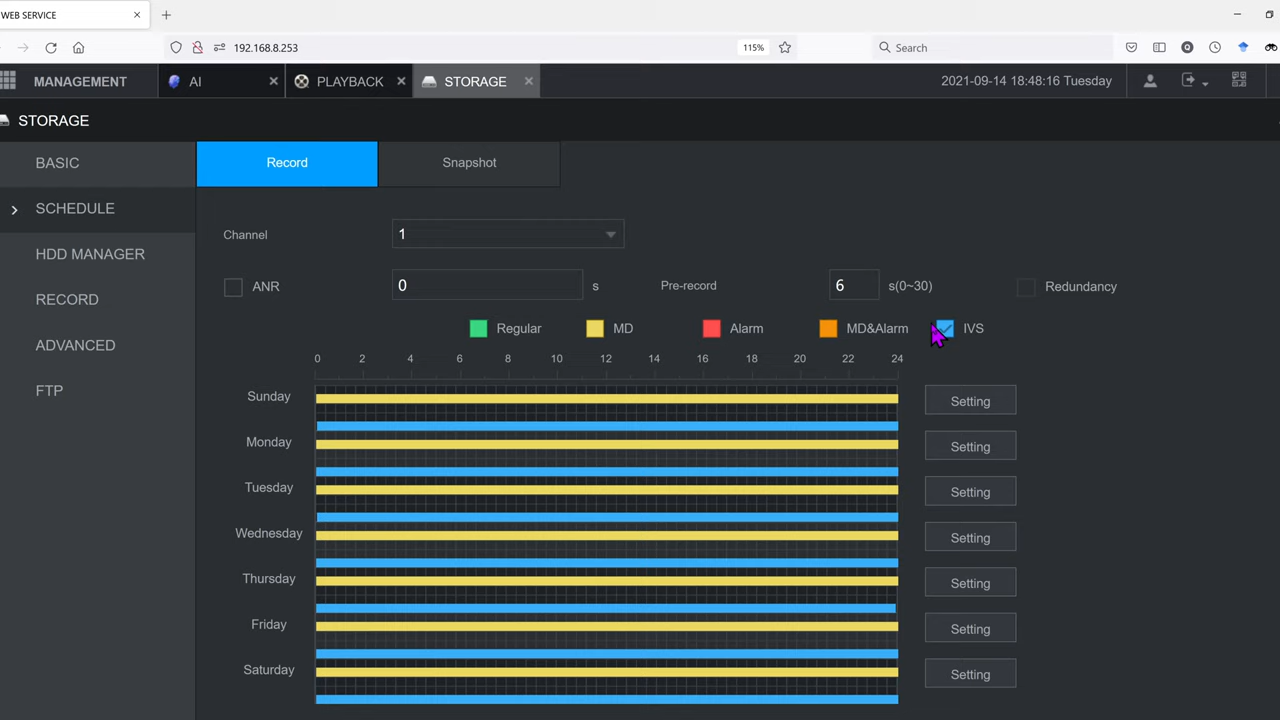 WEB SERVICE
192.168.8.253
115%
Search
MANAGEMENT
AI
PLAYBACK
STORAGE
2021-09-14 18:48:16 Tuesday
STORAGE
BASIC
SCHEDULE
HDD MANAGER
RECORD
ADVANCED
FTP
Record
Snapshot
Channel
1
ANR
0
s
Pre-record
6
s(0~30)
Redundancy
Regular
MD
Alarm
MD&Alarm
IVS
0 2 4 6 8 10 12 14 16 18 20 22 24
Sunday
Setting
Monday
Setting
Tuesday
Setting
Wednesday
Setting
Thursday
Setting
Friday
Setting
Saturday
Setting